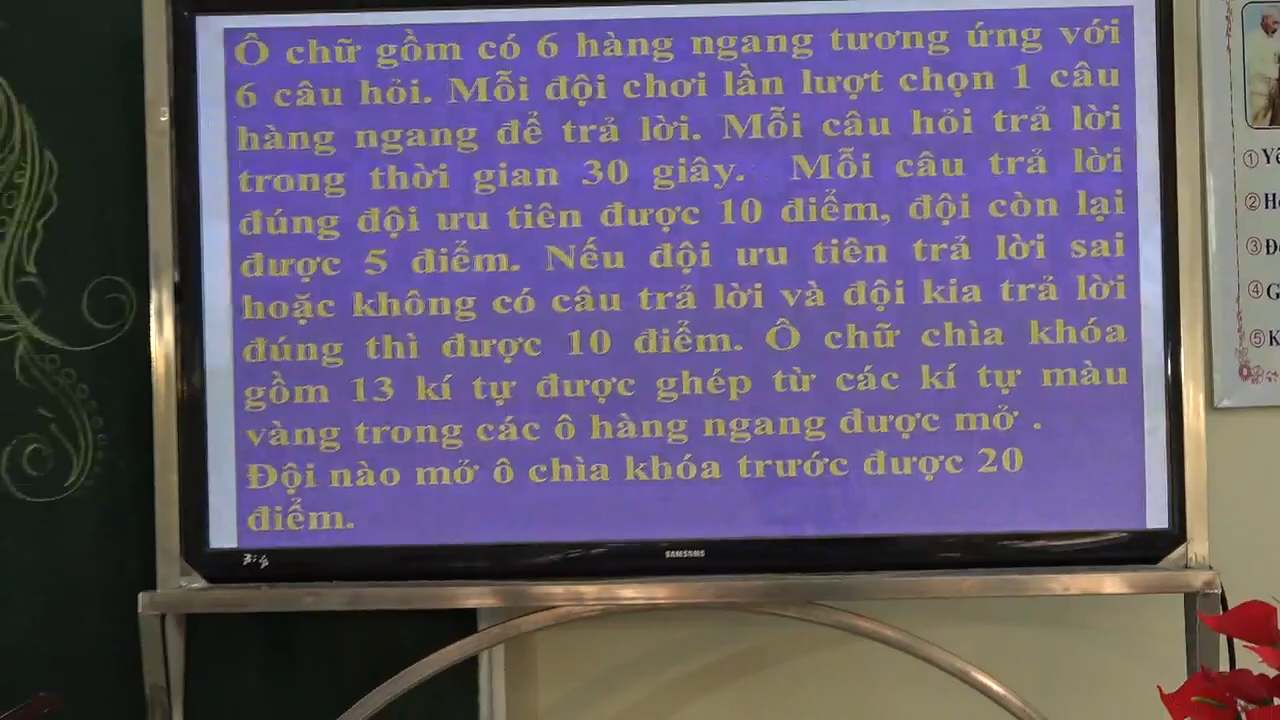 Ô chữ gồm có 6 hàng ngang tương ứng với
6 câu hỏi. Mỗi đội chơi lần lượt chọn 1 câu
hàng ngang để trả lời. Mỗi câu hỏi trả lời
trong thời gian 30 giây. Mỗi câu trả lời
đúng đội ưu tiên được 10 điểm, đội còn lại
được 5 điểm. Nếu đội ưu tiên trả lời sai
hoặc không có câu trả lời và đội kia trả lời
đúng thì được 10 điểm. Ô chữ chìa khóa
gồm 13 kí tự được ghép từ các kí tự màu
vàng trong các ô hàng ngang được mở .
Đội nào mở ô chìa khóa trước được 20
điểm.
SAMSUNG
①
②
③
④ G
⑤ K